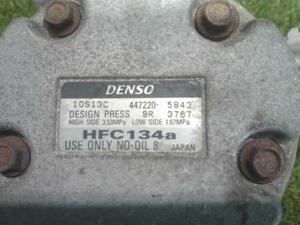 DENSO
10S13C 447220-5843
DESIGN PRESS 9R 3767
HIGH SIDE 3.53MPa LOW SIDE 1.67MPa
HFC134a
USE ONLY ND-OIL 8 JAPAN